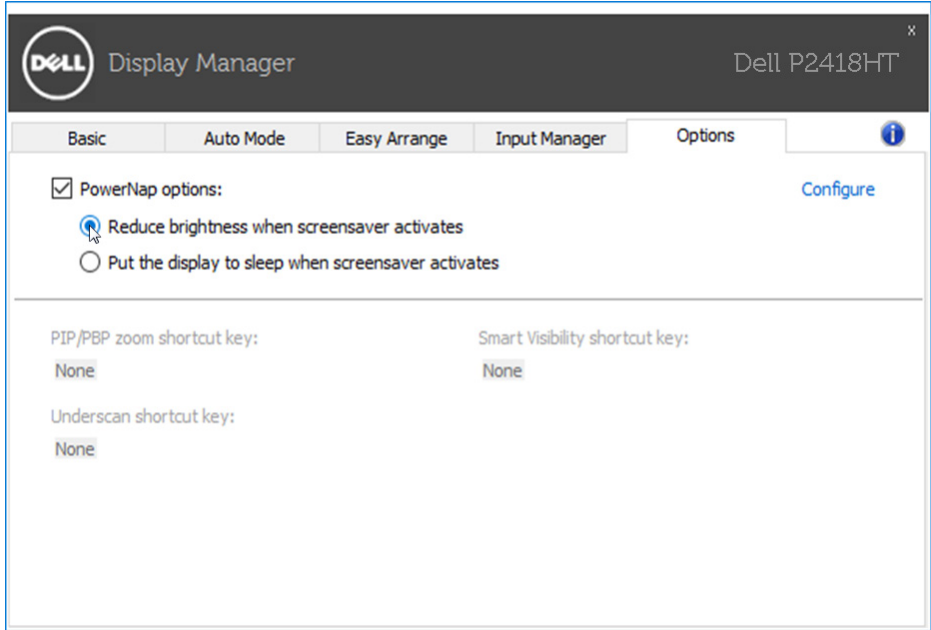 x
DELL Display Manager Dell P2418HT
Basic Auto Mode Easy Arrange Input Manager Options i
PowerNap options: Configure
Reduce brightness when screensaver activates
Put the display to sleep when screensaver activates
PIP/PBP zoom shortcut key: Smart Visibility shortcut key:
None None
Underscan shortcut key:
None